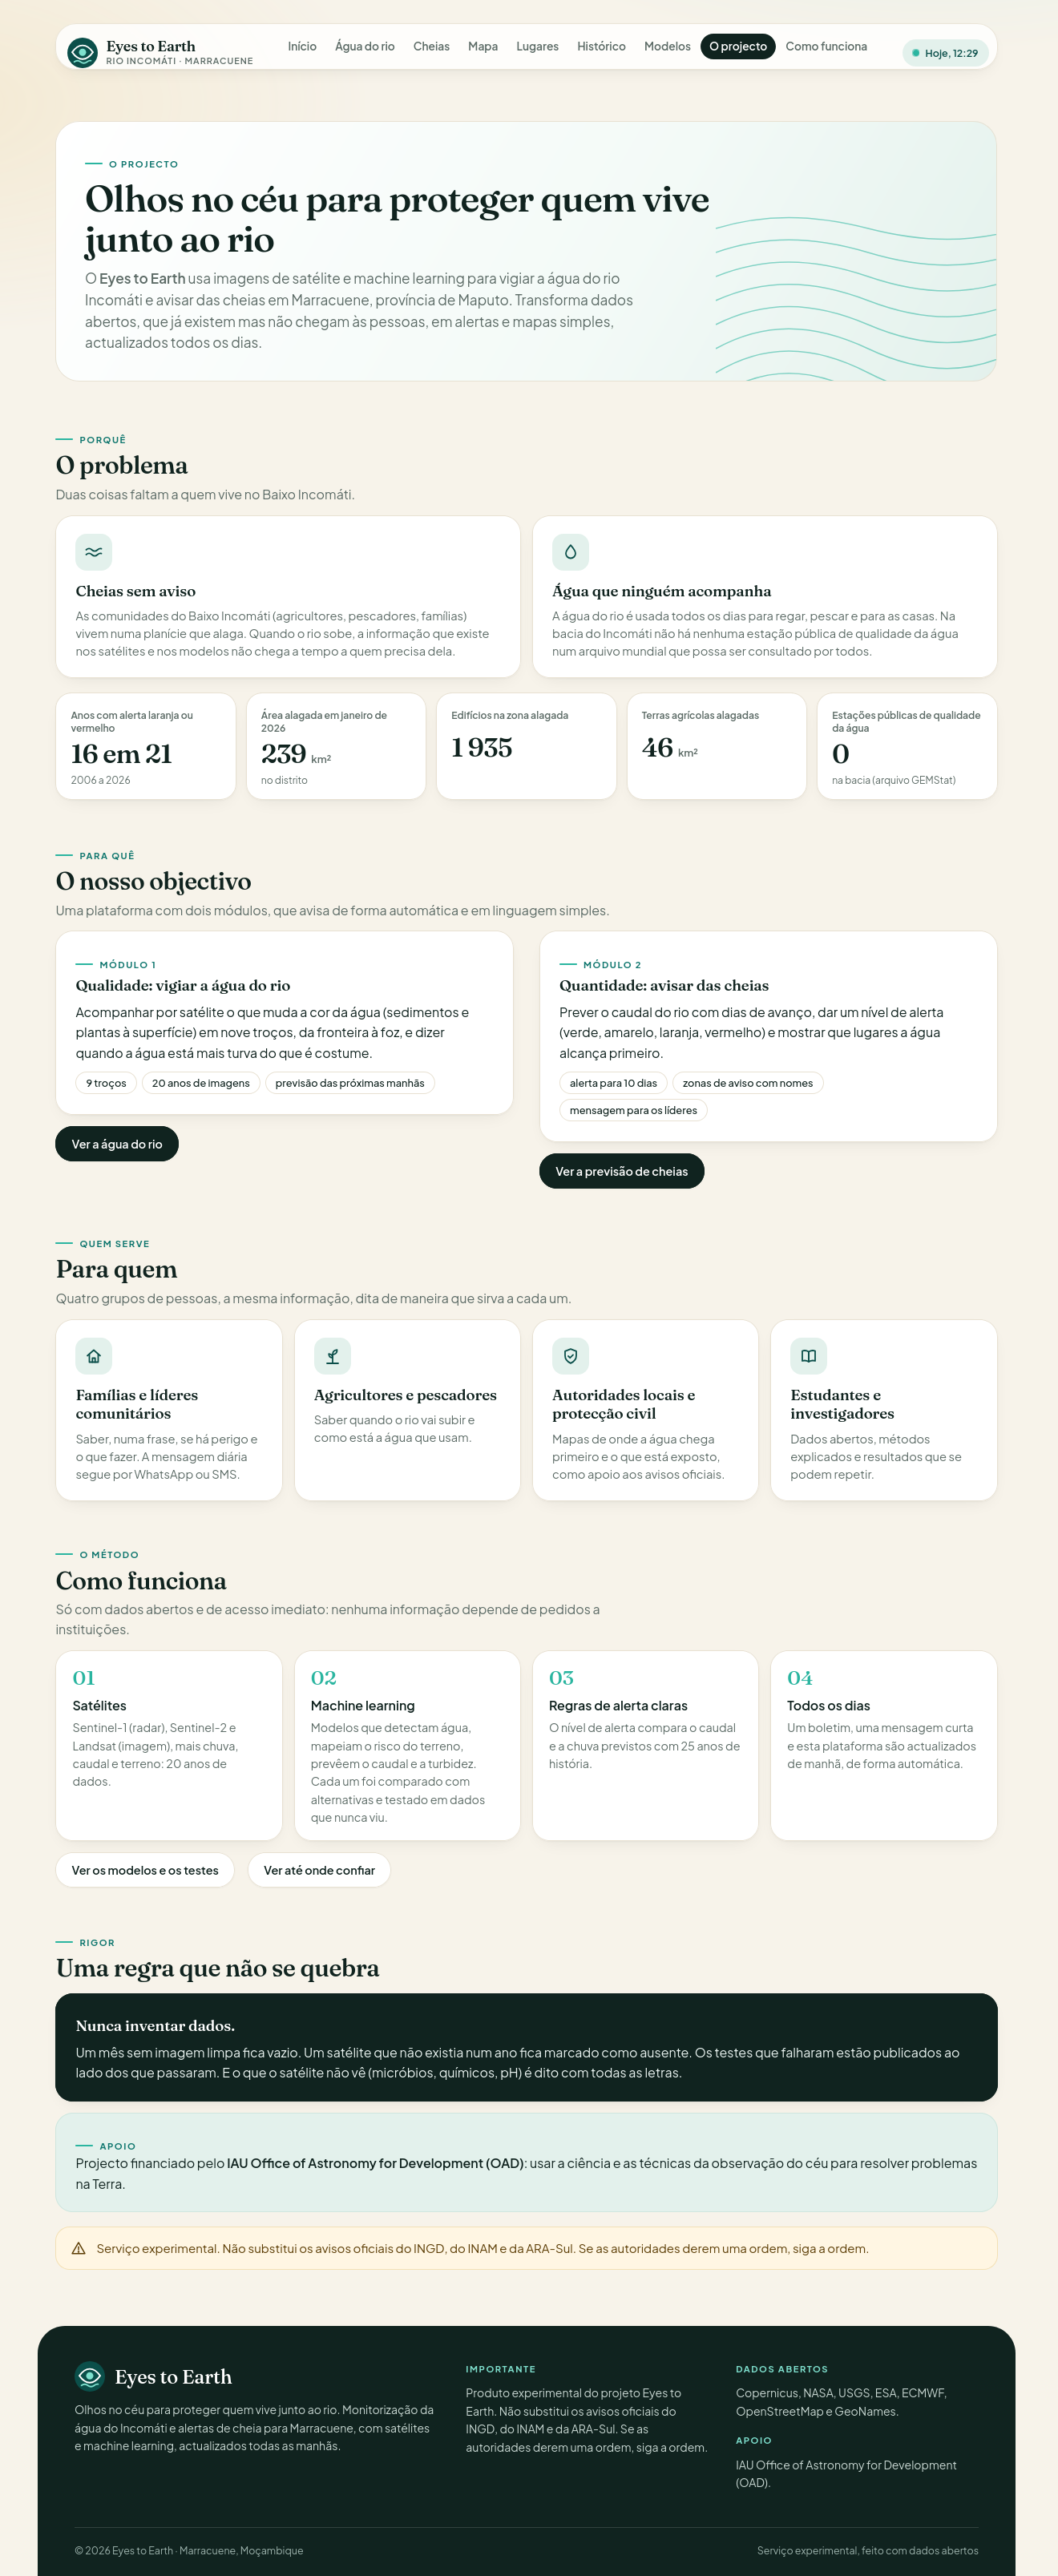 Eyes to Earth
RIO INCOMÁTI · MARRACUENE
Início Água do rio Cheias Mapa Lugares Histórico Modelos O projecto Como funciona
Hoje, 12:29
O PROJECTO
Olhos no céu para proteger quem vive
junto ao rio
O Eyes to Earth usa imagens de satélite e machine learning para vigiar a água do rio
Incomáti e avisar das cheias em Marracuene, província de Maputo. Transforma dados
abertos, que já existem mas não chegam às pessoas, em alertas e mapas simples,
actualizados todos os dias.
PORQUÊ
O problema
Duas coisas faltam a quem vive no Baixo Incomáti.
Cheias sem aviso
As comunidades do Baixo Incomáti (agricultores, pescadores, famílias)
vivem numa planície que alaga. Quando o rio sobe, a informação que existe
nos satélites e nos modelos não chega a tempo a quem precisa dela.
Água que ninguém acompanha
A água do rio é usada todos os dias para regar, pescar e para as casas. Na
bacia do Incomáti não há nenhuma estação pública de qualidade da água
num arquivo mundial que possa ser consultado por todos.
Anos com alerta laranja ou
vermelho
16 em 21
2006 a 2026
Área alagada em janeiro de
2026
239 km²
no distrito
Edifícios na zona alagada
1 935
Terras agrícolas alagadas
46 km²
Estações públicas de qualidade
da água
0
na bacia (arquivo GEMStat)
PARA QUÊ
O nosso objectivo
Uma plataforma com dois módulos, que avisa de forma automática e em linguagem simples.
MÓDULO 1
Qualidade: vigiar a água do rio
Acompanhar por satélite o que muda a cor da água (sedimentos e
plantas à superfície) em nove troços, da fronteira à foz, e dizer
quando a água está mais turva do que é costume.
9 troços 20 anos de imagens previsão das próximas manhãs
Ver a água do rio
MÓDULO 2
Quantidade: avisar das cheias
Prever o caudal do rio com dias de avanço, dar um nível de alerta
(verde, amarelo, laranja, vermelho) e mostrar que lugares a água
alcança primeiro.
alerta para 10 dias zonas de aviso com nomes
mensagem para os líderes
Ver a previsão de cheias
QUEM SERVE
Para quem
Quatro grupos de pessoas, a mesma informação, dita de maneira que sirva a cada um.
Famílias e líderes
comunitários
Saber, numa frase, se há perigo e
o que fazer. A mensagem diária
segue por WhatsApp ou SMS.
Agricultores e pescadores
Saber quando o rio vai subir e
como está a água que usam.
Autoridades locais e
protecção civil
Mapas de onde a água chega
primeiro e o que está exposto,
como apoio aos avisos oficiais.
Estudantes e
investigadores
Dados abertos, métodos
explicados e resultados que se
podem repetir.
O MÉTODO
Como funciona
Só com dados abertos e de acesso imediato: nenhuma informação depende de pedidos a
instituições.
01
Satélites
Sentinel-1 (radar), Sentinel-2 e
Landsat (imagem), mais chuva,
caudal e terreno: 20 anos de
dados.
02
Machine learning
Modelos que detectam água,
mapeiam o risco do terreno,
prevêem o caudal e a turbidez.
Cada um foi comparado com
alternativas e testado em dados
que nunca viu.
03
Regras de alerta claras
O nível de alerta compara o caudal
e a chuva previstos com 25 anos de
história.
04
Todos os dias
Um boletim, uma mensagem curta
e esta plataforma são actualizados
de manhã, de forma automática.
Ver os modelos e os testes Ver até onde confiar
RIGOR
Uma regra que não se quebra
Nunca inventar dados.
Um mês sem imagem limpa fica vazio. Um satélite que não existia num ano fica marcado como ausente. Os testes que falharam estão publicados ao
lado dos que passaram. E o que o satélite não vê (micróbios, químicos, pH) é dito com todas as letras.
APOIO
Projecto financiado pelo IAU Office of Astronomy for Development (OAD): usar a ciência e as técnicas da observação do céu para resolver problemas
na Terra.
Serviço experimental. Não substitui os avisos oficiais do INGD, do INAM e da ARA-Sul. Se as autoridades derem uma ordem, siga a ordem.
Eyes to Earth
Olhos no céu para proteger quem vive junto ao rio. Monitorização da
água do Incomáti e alertas de cheia para Marracuene, com satélites
e machine learning, actualizados todas as manhãs.
IMPORTANTE
Produto experimental do projeto Eyes to
Earth. Não substitui os avisos oficiais do
INGD, do INAM e da ARA-Sul. Se as
autoridades derem uma ordem, siga a ordem.
DADOS ABERTOS
Copernicus, NASA, USGS, ESA, ECMWF,
OpenStreetMap e GeoNames.
APOIO
IAU Office of Astronomy for Development
(OAD).
© 2026 Eyes to Earth · Marracuene, Moçambique
Serviço experimental, feito com dados abertos